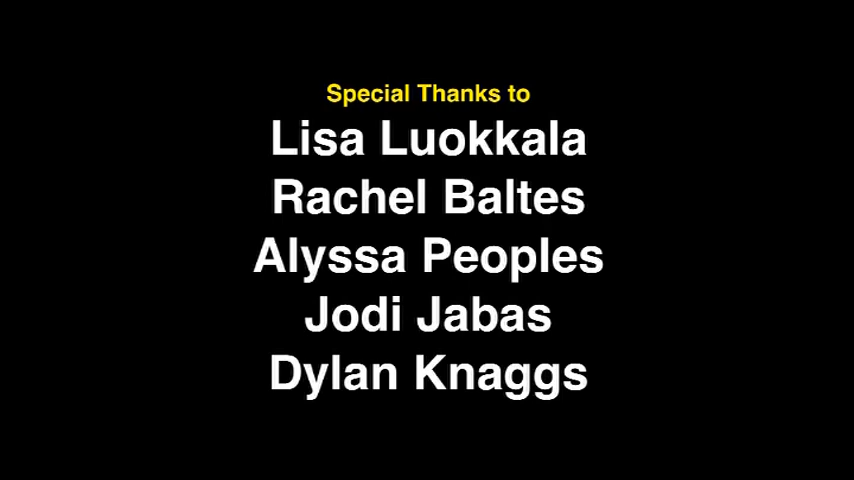 Special Thanks to
Lisa Luokkala
Rachel Baltes
Alyssa Peoples
Jodi Jabas
Dylan Knaggs